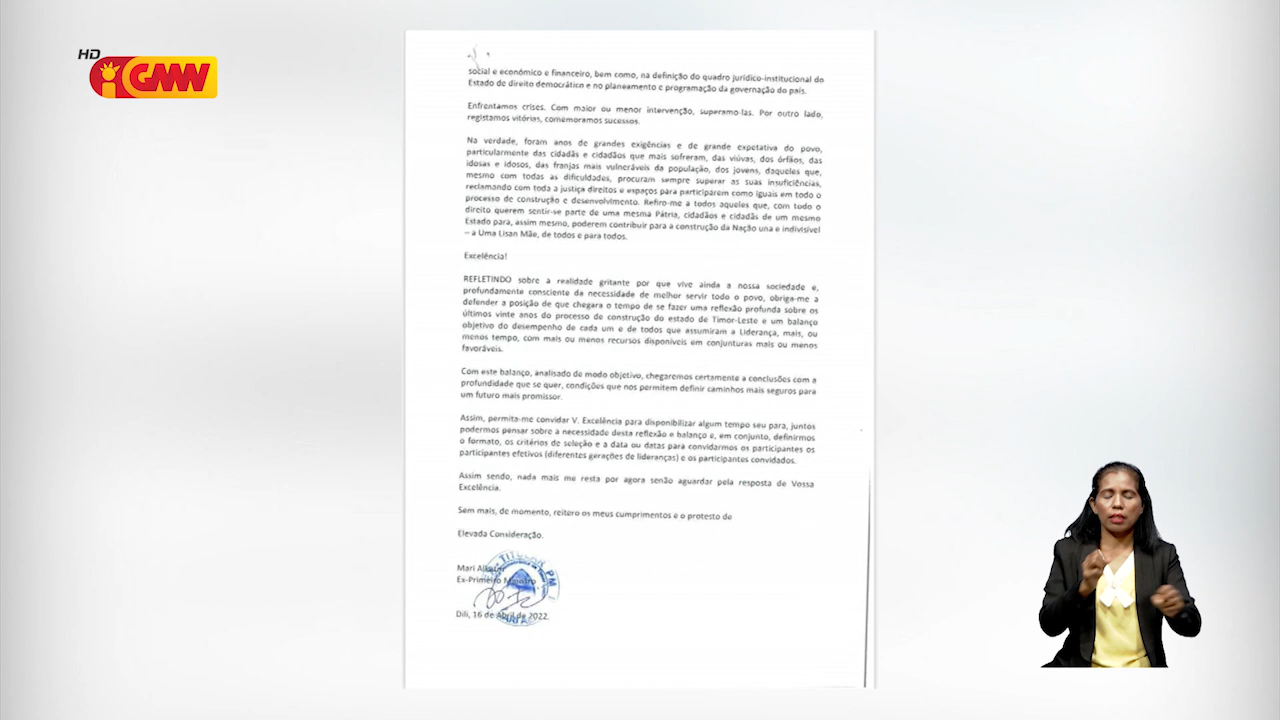 HD
GMN
social e económico e financeiro, bem como, na definição do quadro jurídico-institucional do
Estado de direito democrático e no planeamento e programação da governação do país.
Enfrentamos crises. Com maior ou menor intervenção, superamo-las. Por outro lado,
registamos vitórias, comemoramos sucessos.
Na verdade, foram anos de grandes exigências e de grande expetativa do povo,
particularmente das cidadãs e cidadãos que mais sofreram, das viúvas, dos órfãos, das
idosas e idosos, das franjas mais vulneráveis da população, dos jovens, daqueles que,
mesmo com todas as dificuldades, procuram sempre superar as suas insuficiências,
reclamando com toda a justiça direitos e espaços para participarem como iguais em todo o
processo de construção e desenvolvimento. Refiro-me a todos aqueles que, com todo o
direito querem sentir-se parte de uma mesma Pátria, cidadãos e cidadãs de um mesmo
Estado para, assim mesmo, poderem contribuir para a construção da Nação una e indivisível
– a Uma Lisan Mãe, de todos e para todos.
Excelência!
REFLETINDO sobre a realidade gritante por que vive ainda a nossa sociedade e,
profundamente consciente da necessidade de melhor servir todo o povo, obriga-me a
defender a posição de que chegara o tempo de se fazer uma reflexão profunda sobre os
últimos vinte anos do processo de construção do estado de Timor-Leste e um balanço
objetivo do desempenho de cada um e de todos que assumiram a Liderança, mais, ou
menos tempo, com mais ou menos recursos disponíveis em conjunturas mais ou menos
favoráveis.
Com este balanço, analisado de modo objetivo, chegaremos certamente a conclusões com a
profundidade que se quer, condições que nos permitem definir caminhos mais seguros para
um futuro mais promissor.
Assim, permita-me convidar V. Excelência para disponibilizar algum tempo seu para, juntos
podermos pensar sobre a necessidade desta reflexão e balanço e, em conjunto, definirmos
o formato, os critérios de seleção e a data ou datas para convidarmos os participantes os
participantes efetivos (diferentes gerações de lideranças) e os participantes convidados.
Assim sendo, nada mais me resta por agora senão aguardar pela resposta de Vossa
Excelência.
Sem mais, de momento, reitero os meus cumprimentos e o protesto de
Elevada Consideração.
Mari Alkatiri
Ex-Primeiro Ministro
Dili, 16 de Abril de 2022.